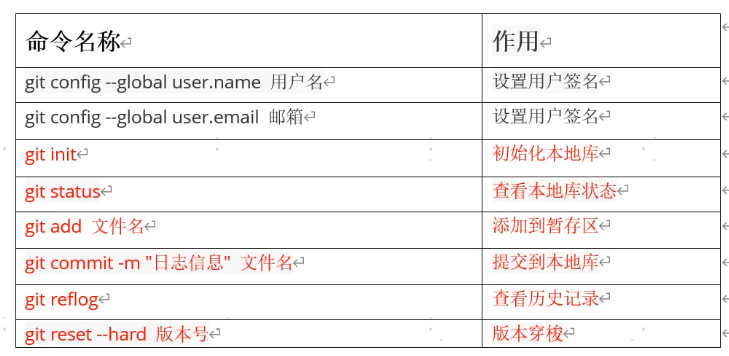 命令名称 作用
git config --global user.name 用户名 设置用户签名
git config --global user.email 邮箱 设置用户签名
git init 初始化本地库
git status 查看本地库状态
git add 文件名 添加到暂存区
git commit -m "日志信息" 文件名 提交到本地库
git reflog 查看历史记录
git reset --hard 版本号 版本穿梭